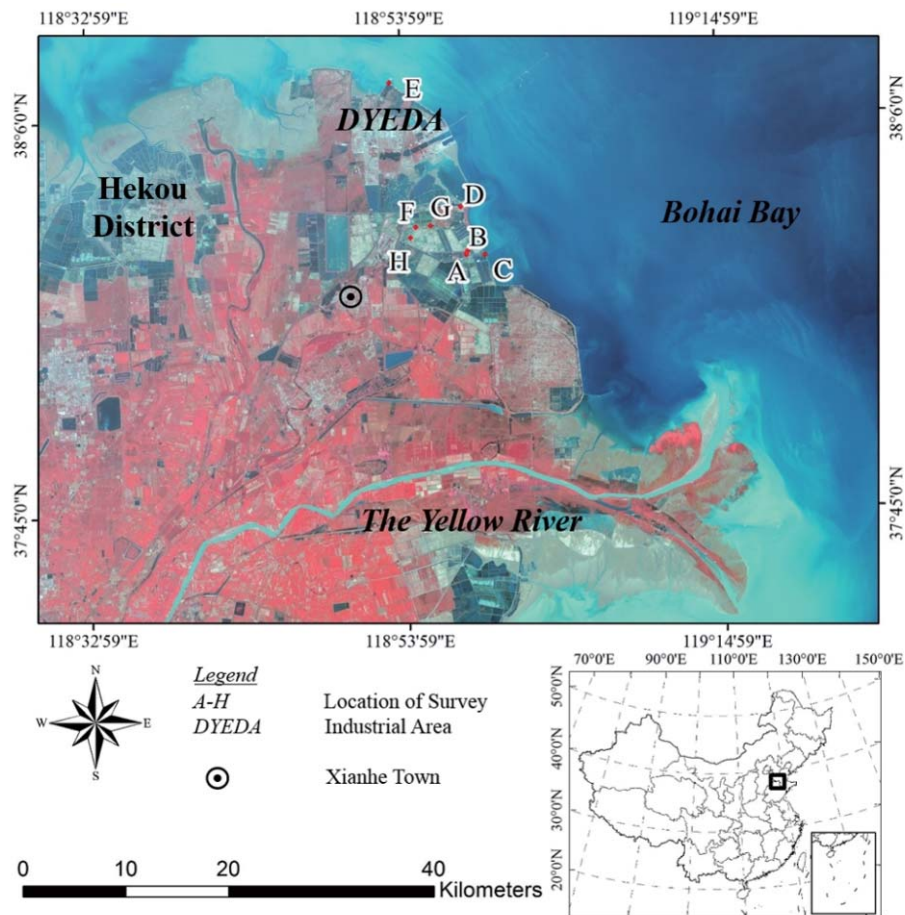 118°32'59"E 118°53'59"E 119°14'59"E
38°6'0"N
38°6'0"N
E
DYEDA
Hekou
District
D
Bohai Bay
F G
B
H
A C
37°45'0"N
37°45'0"N
The Yellow River
118°32'59"E 118°53'59"E 119°14'59"E
N
W E
S
Legend
A-H Location of Survey
DYEDA Industrial Area
Xianhe Town
0 10 20 40
Kilometers
70°0'E 90°0'E 110°0'E 130°0'E 150°0'E
50°0'N
40°0'N
30°0'N
20°0'N